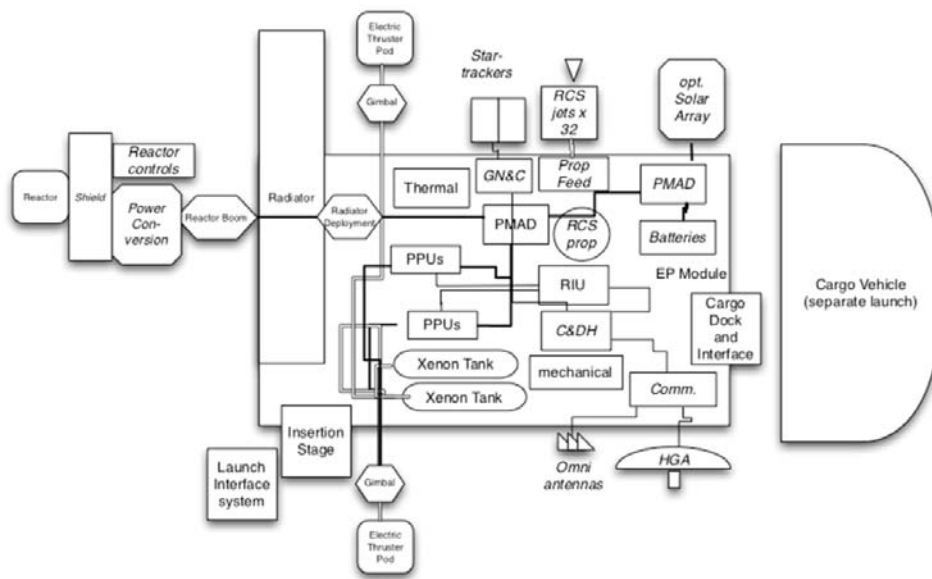 Electric
Thruster
Pod
Gimbal
Star-
trackers
RCS
jets x
32
opt.
Solar
Array
Reactor
Shield
Reactor
controls
Power
Con-
version
Reactor Boom
Radiator
Radiator
Deployment
Thermal
GN&C
Prop
Feed
PMAD
PMAD
RCS
prop
Batteries
EP Module
PPUs
RIU
PPUs
C&DH
Cargo
Dock
and
Interface
Cargo Vehicle
(separate launch)
Xenon Tank
Xenon Tank
mechanical
Comm.
Insertion
Stage
Launch
Interface
system
Omni
antennas
HGA
Gimbal
Electric
Thruster
Pod